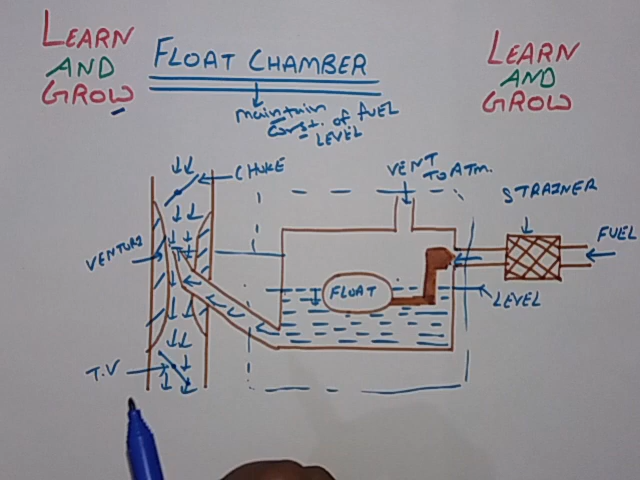 LEARN
AND
GROW
FLOAT CHAMBER
LEARN
AND
GROW
maintain
const. of FUEL
LEVEL
CHOKE
VENT
TO ATM.
STRAINER
FUEL
VENTURI
FLOAT
LEVEL
T.V